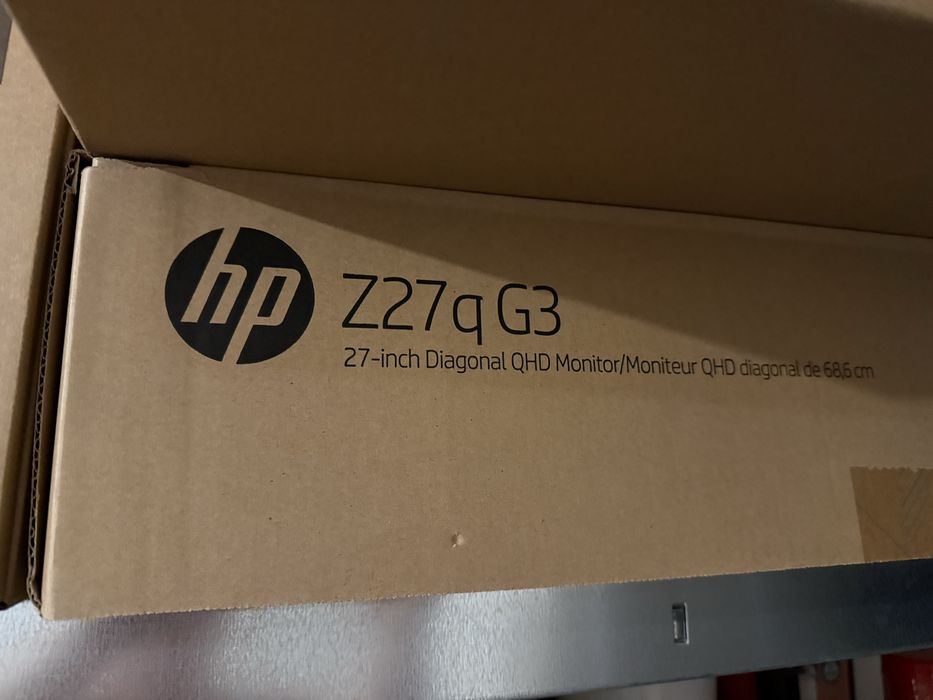 hp
Z27q G3
27-inch Diagonal QHD Monitor/Moniteur QHD diagonal de 68,6 cm